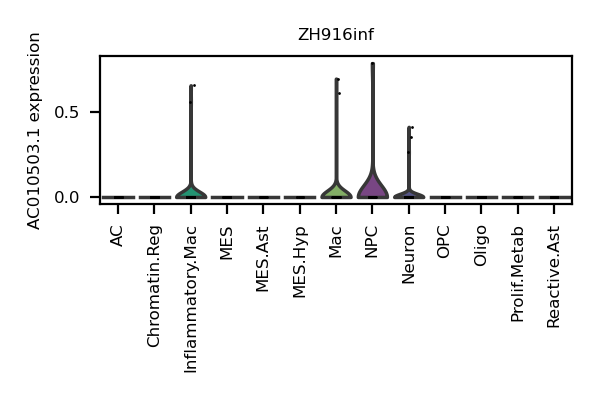 ZH916inf
AC010503.1 expression
0.5
0.0
AC
Chromatin.Reg
Inflammatory.Mac
MES
MES.Ast
MES.Hyp
Mac
NPC
Neuron
OPC
Oligo
Prolif.Metab
Reactive.Ast